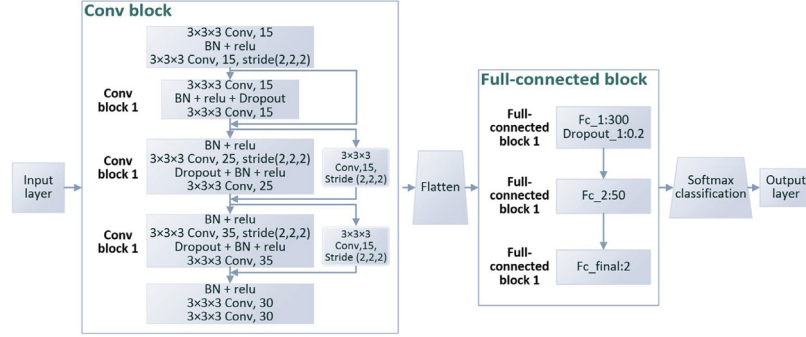 Conv block
3×3×3 Conv, 15
BN + relu
3×3×3 Conv, 15, stride(2,2,2)
Conv
block 1
3×3×3 Conv, 15
BN + relu + Dropout
3×3×3 Conv, 15
Conv
block 1
BN + relu
3×3×3 Conv, 25, stride(2,2,2)
Dropout + BN + relu
3×3×3 Conv, 25
3×3×3
Conv,15,
Stride (2,2,2)
Conv
block 1
BN + relu
3×3×3 Conv, 35, stride(2,2,2)
Dropout + BN + relu
3×3×3 Conv, 35
3×3×3
Conv,15,
Stride (2,2,2)
BN + relu
3×3×3 Conv, 30
3×3×3 Conv, 30
Input
layer
Flatten
Full-connected block
Full-
connected
block 1
Fc_1:300
Dropout_1:0.2
Full-
connected
block 1
Fc_2:50
Full-
connected
block 1
Fc_final:2
Softmax
classification
Output
layer